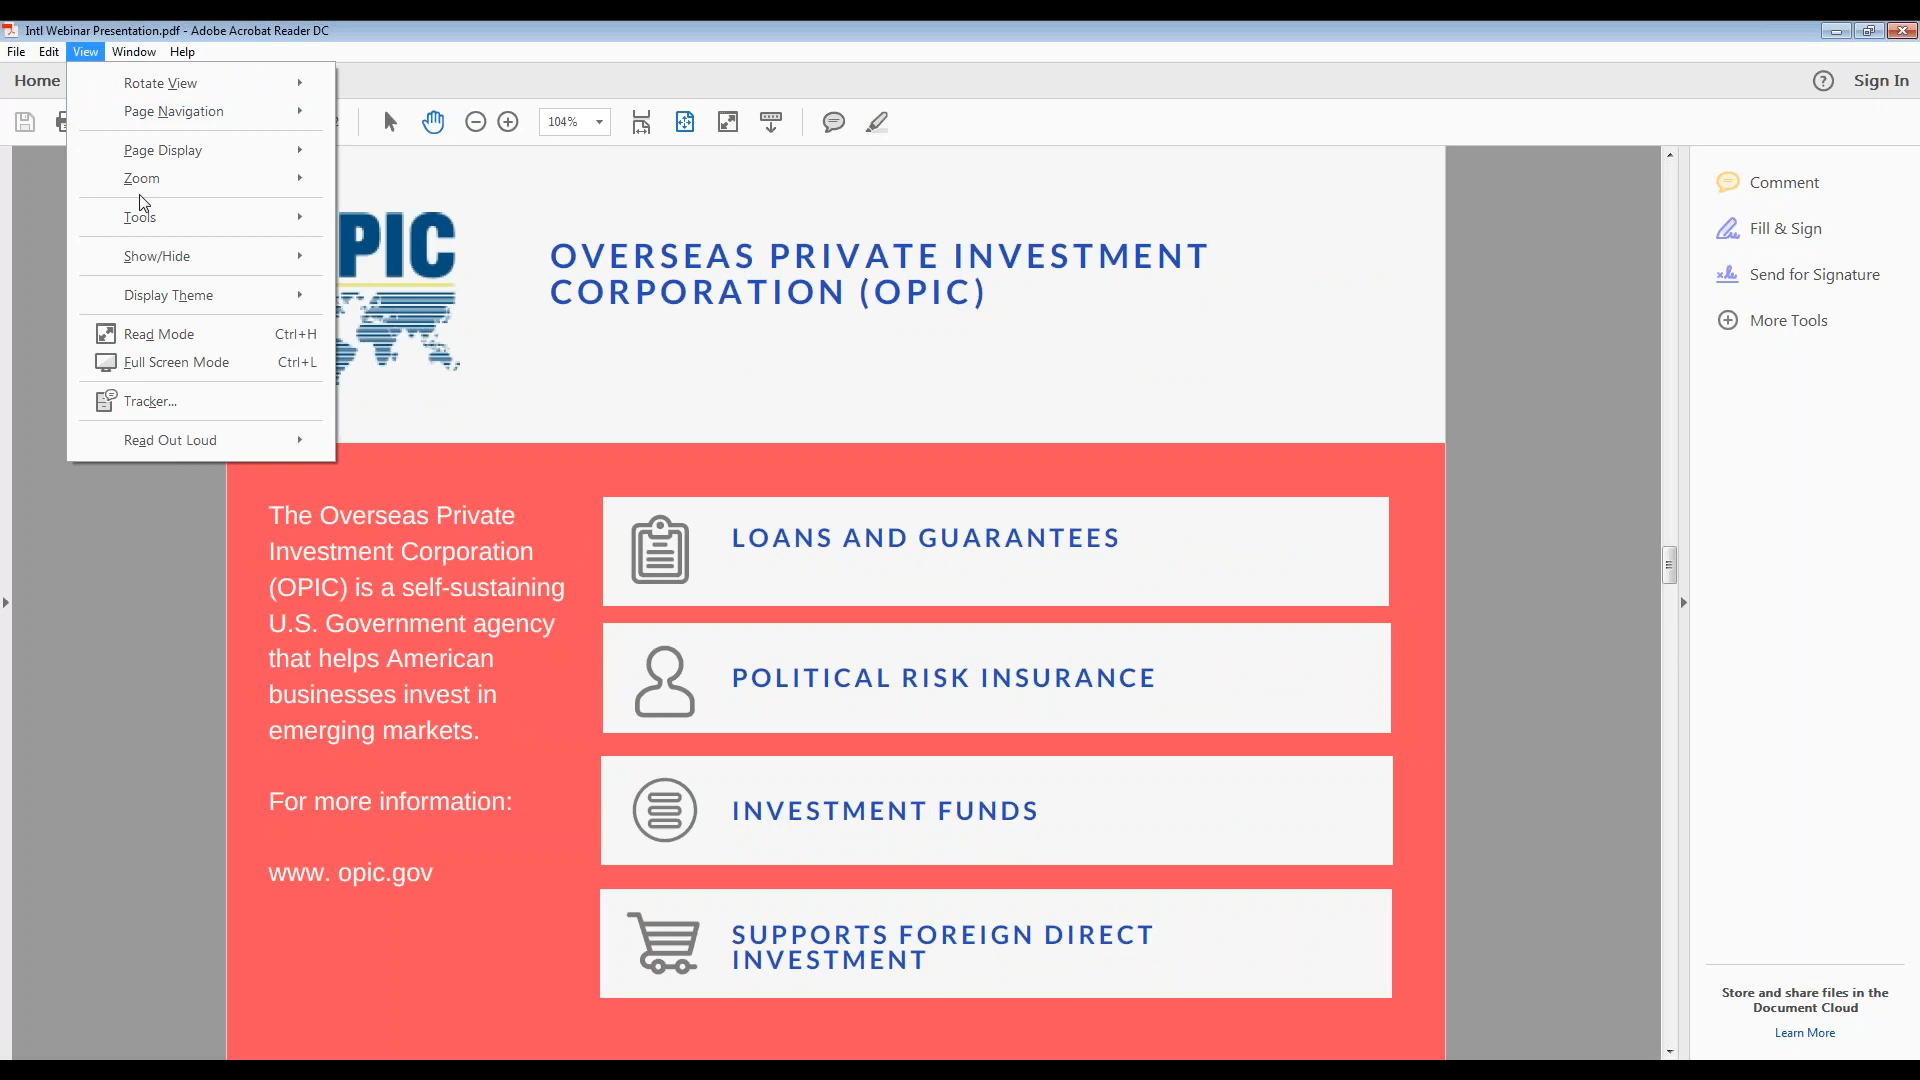 Intl Webinar Presentation.pdf - Adobe Acrobat Reader DC
File Edit View Window Help
Home
Sign In
104%
Rotate View
Page Navigation
Page Display
Zoom
Tools
Show/Hide
Display Theme
Read Mode Ctrl+H
Full Screen Mode Ctrl+L
Tracker...
Read Out Loud
PIC
OVERSEAS PRIVATE INVESTMENT
CORPORATION (OPIC)
The Overseas Private
Investment Corporation
(OPIC) is a self-sustaining
U.S. Government agency
that helps American
businesses invest in
emerging markets.
For more information:
www. opic.gov
LOANS AND GUARANTEES
POLITICAL RISK INSURANCE
INVESTMENT FUNDS
SUPPORTS FOREIGN DIRECT
INVESTMENT
Comment
Fill & Sign
Send for Signature
More Tools
Store and share files in the
Document Cloud
Learn More